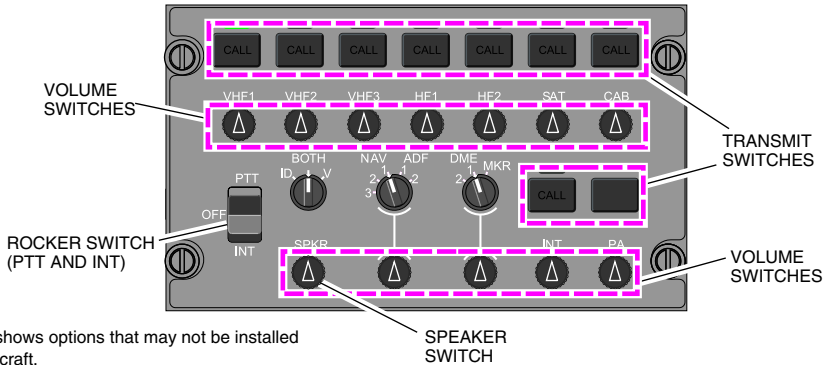 CALL CALL CALL CALL CALL CALL CALL
VOLUME
SWITCHES
VHF1 VHF2 VHF3 HF1 HF2 SAT CAB
TRANSMIT
SWITCHES
BOTH
ID V
NAV ADF
1 1
2 2
3
DME MKR
1
2
PTT
OFF
INT
CALL
ROCKER SWITCH
(PTT AND INT)
SPKR INT PA
VOLUME
SWITCHES
SPEAKER
SWITCH
shows options that may not be installed
craft.